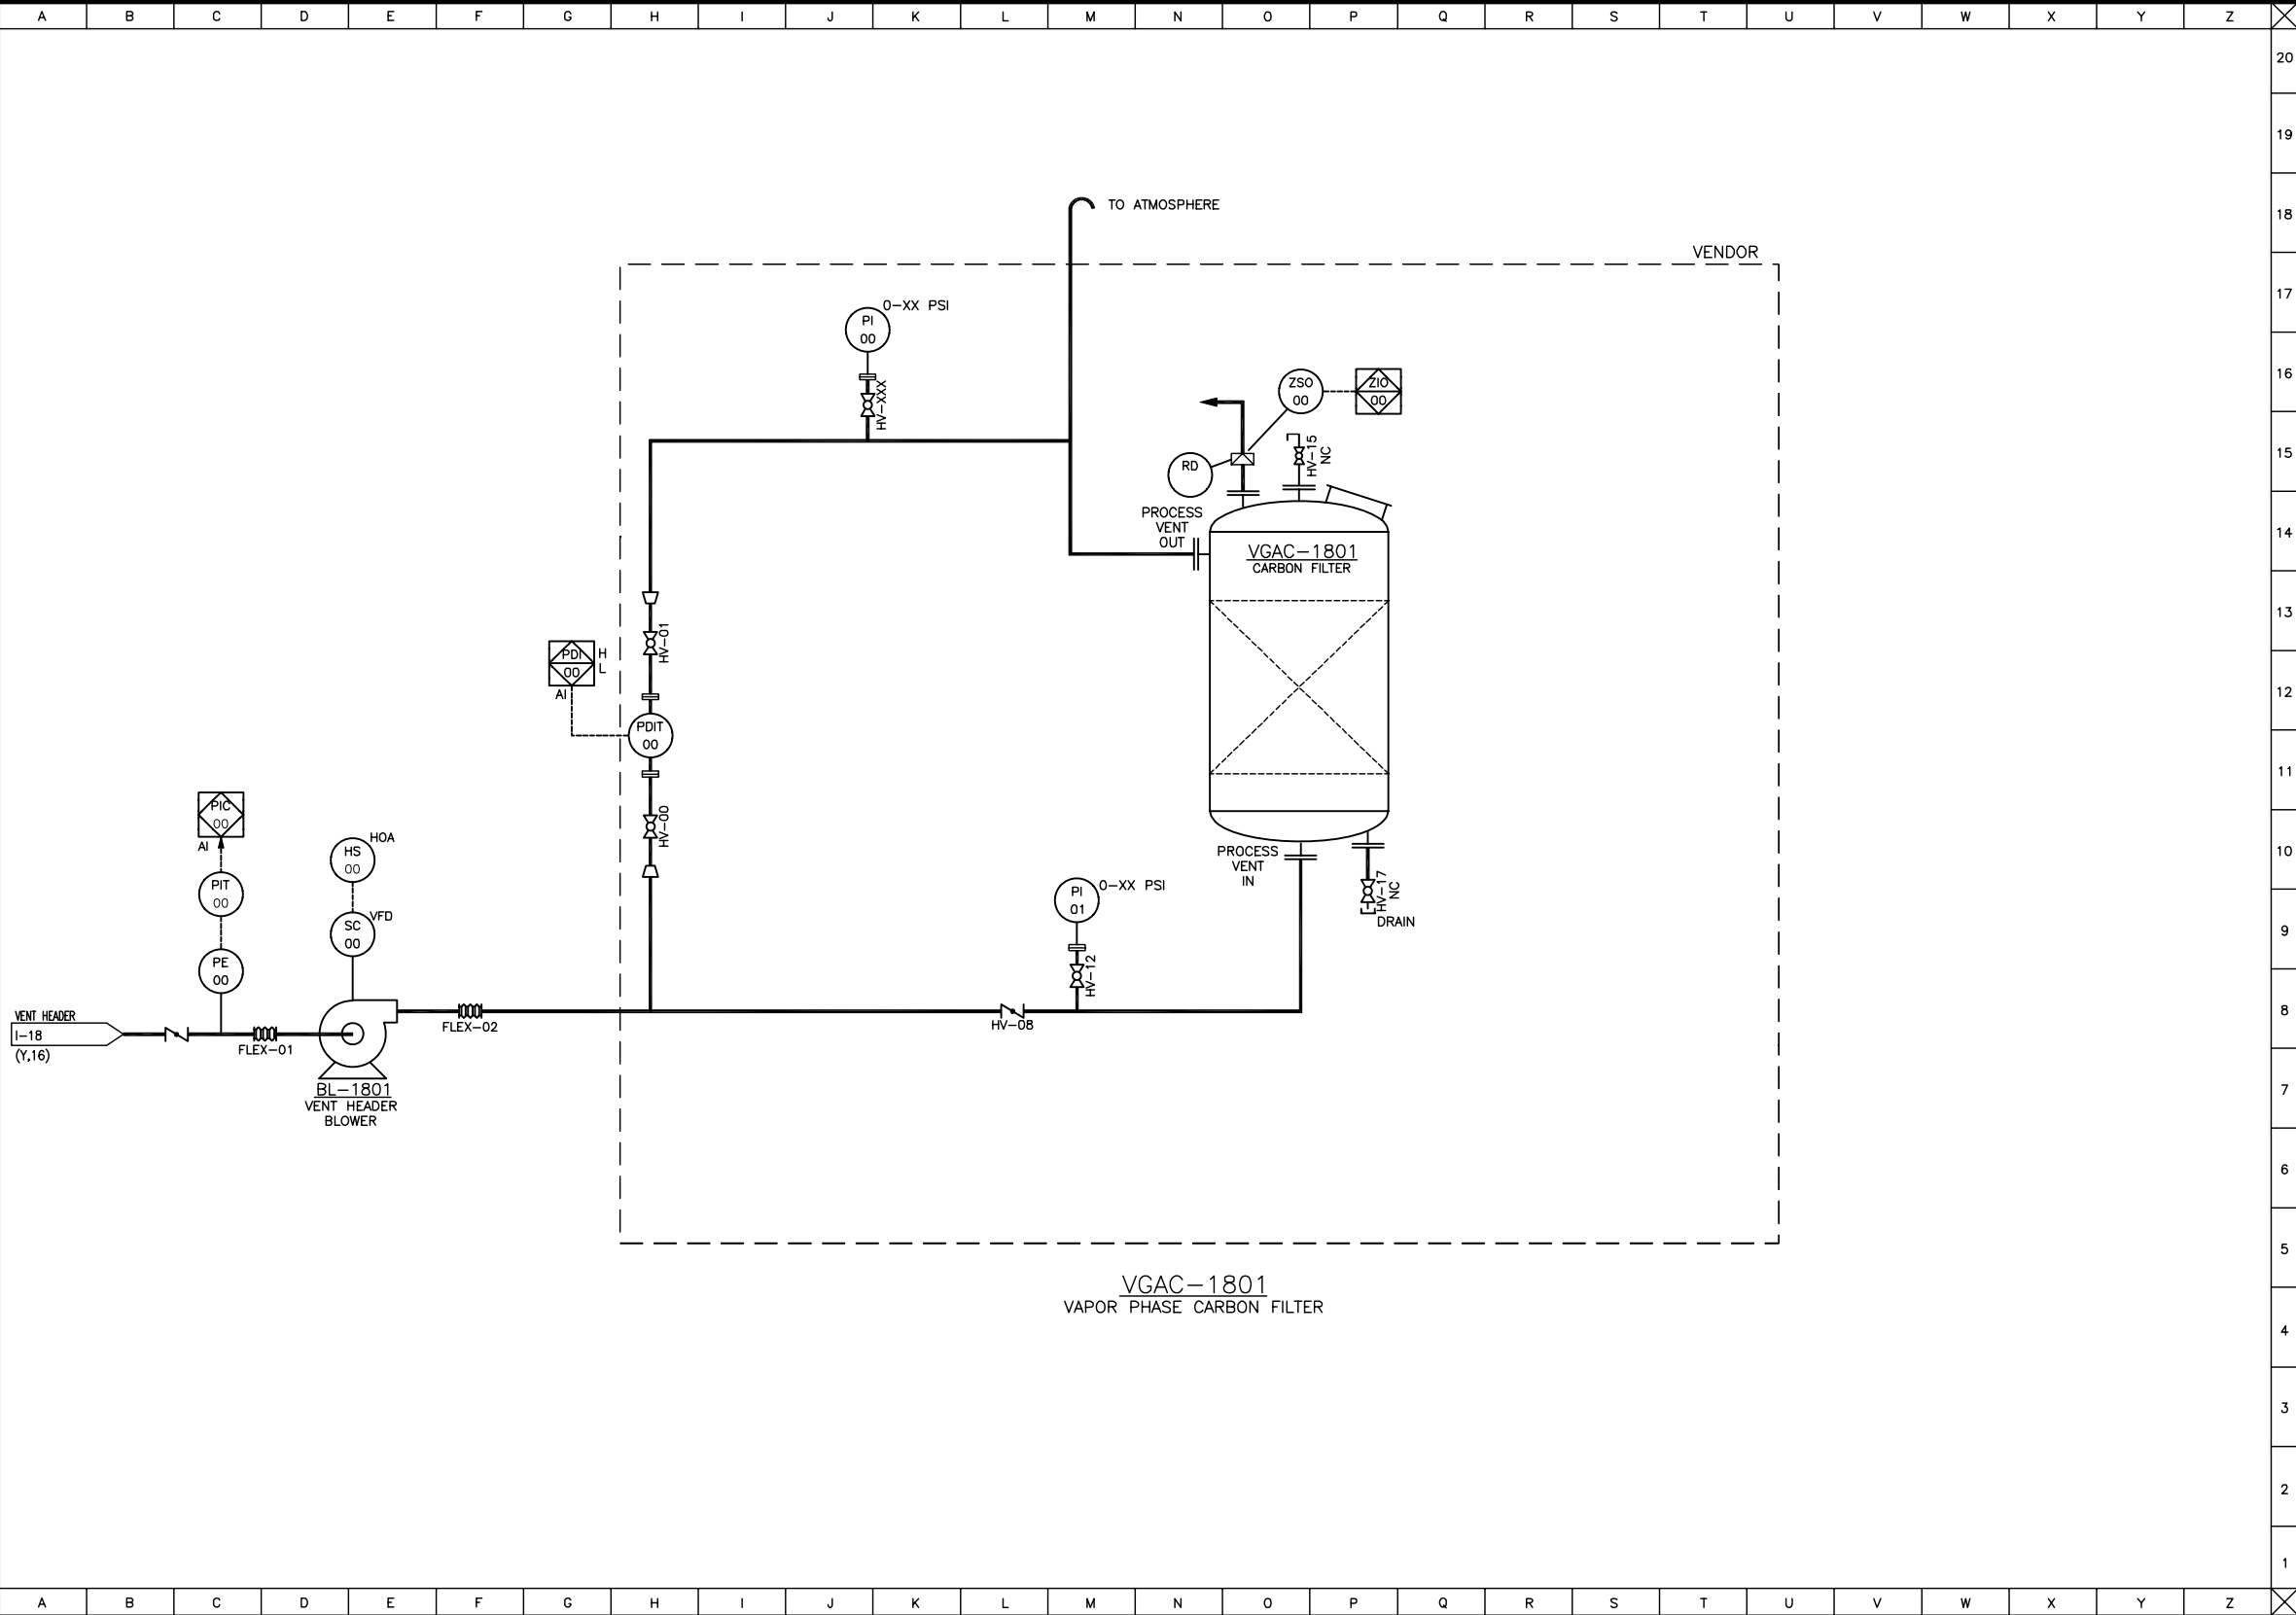 A B C D E F G H I J K L M N O P Q R S T U V W X Y Z
20
19
18
17
16
15
14
13
12
11
10
9
8
7
6
5
4
3
2
1
TO ATMOSPHERE
VENDOR
0-XX PSI
PI
00
HV-XXX
ZSO
00
ZIO
00
HV-15
NC
RD
PROCESS
VENT
OUT
VGAC-1801
CARBON FILTER
HV-01
PDI
00
H
L
AI
PDIT
00
HV-00
PIC
00
AI
PIT
00
PE
00
HOA
HS
00
VFD
SC
00
PROCESS
VENT
IN
HV-17
NC
DRAIN
PI
01
0-XX PSI
HV-12
VENT HEADER
I-18
(Y,16)
FLEX-01
FLEX-02
HV-08
BL-1801
VENT HEADER
BLOWER
VGAC-1801
VAPOR PHASE CARBON FILTER
A B C D E F G H I J K L M N O P Q R S T U V W X Y Z